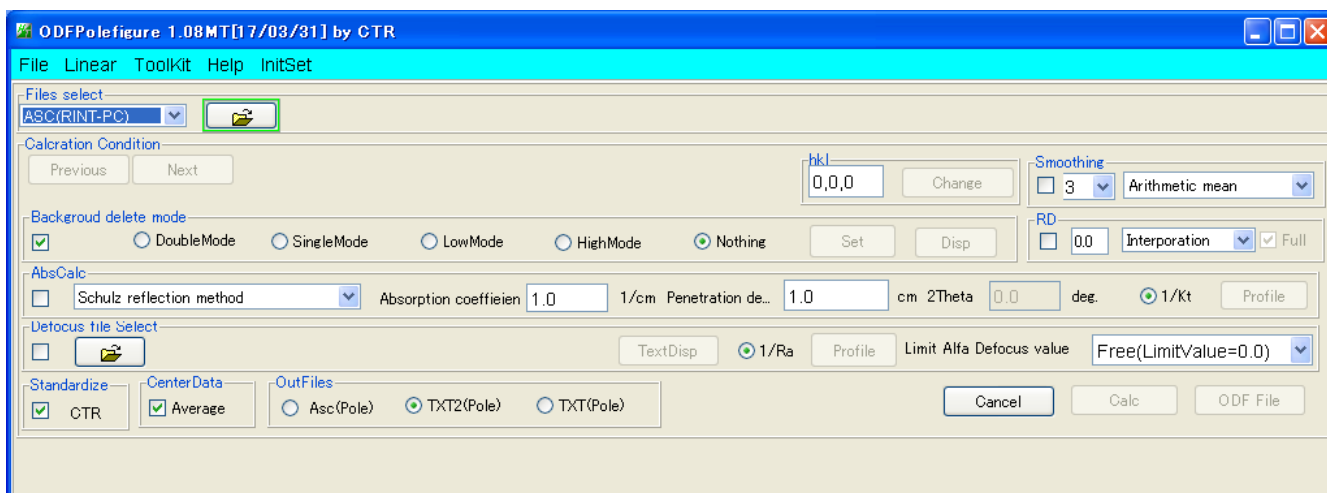 ODFPolefigure 1.08MT[17/03/31] by CTR
File Linear ToolKit Help InitSet
Files select
ASC(RINT-PC)
Calcration Condition
Previous Next
hkl
0,0,0 Change
Smoothing
3 Arithmetic mean
Backgroud delete mode
DoubleMode SingleMode LowMode HighMode Nothing Set Disp
RD
0.0 Interporation Full
AbsCalc
Schulz reflection method Absorption coeffieien 1.0 1/cm Penetration de... 1.0 cm 2Theta 0.0 deg. 1/Kt Profile
Defocus file Select
TextDisp 1/Ra Profile Limit Alfa Defocus value Free(LimitValue=0.0)
Standardize
CTR
CenterData
Average
OutFiles
Asc(Pole) TXT2(Pole) TXT(Pole)
Cancel Calc ODF File